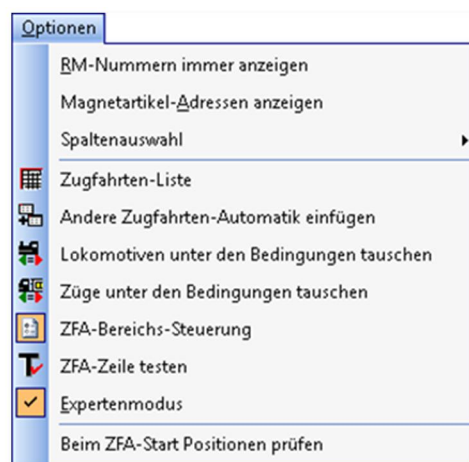 Optionen
RM-Nummern immer anzeigen
Magnetartikel-Adressen anzeigen
Spaltenauswahl
Zugfahrten-Liste
Andere Zugfahrten-Automatik einfügen
Lokomotiven unter den Bedingungen tauschen
Züge unter den Bedingungen tauschen
ZFA-Bereichs-Steuerung
ZFA-Zeile testen
Expertenmodus
Beim ZFA-Start Positionen prüfen